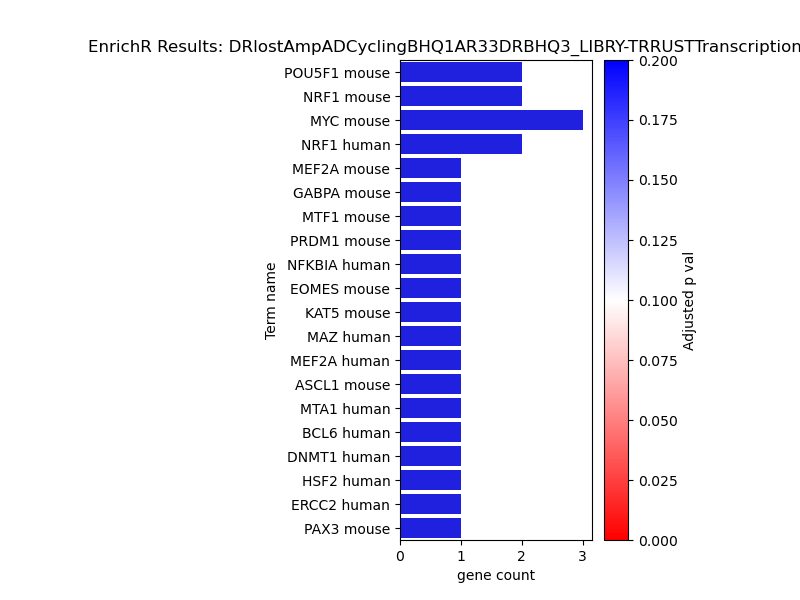 EnrichR Results: DRlostAmpADCyclingBHQ1AR33DRBHQ3_LIBRY-TRRUSTTranscription
Term name
POU5F1 mouse
NRF1 mouse
MYC mouse
NRF1 human
MEF2A mouse
GABPA mouse
MTF1 mouse
PRDM1 mouse
NFKBIA human
EOMES mouse
KAT5 mouse
MAZ human
MEF2A human
ASCL1 mouse
MTA1 human
BCL6 human
DNMT1 human
HSF2 human
ERCC2 human
PAX3 mouse
0 1 2 3
gene count
0.200
0.175
0.150
0.125
0.100
0.075
0.050
0.025
0.000
Adjusted p val